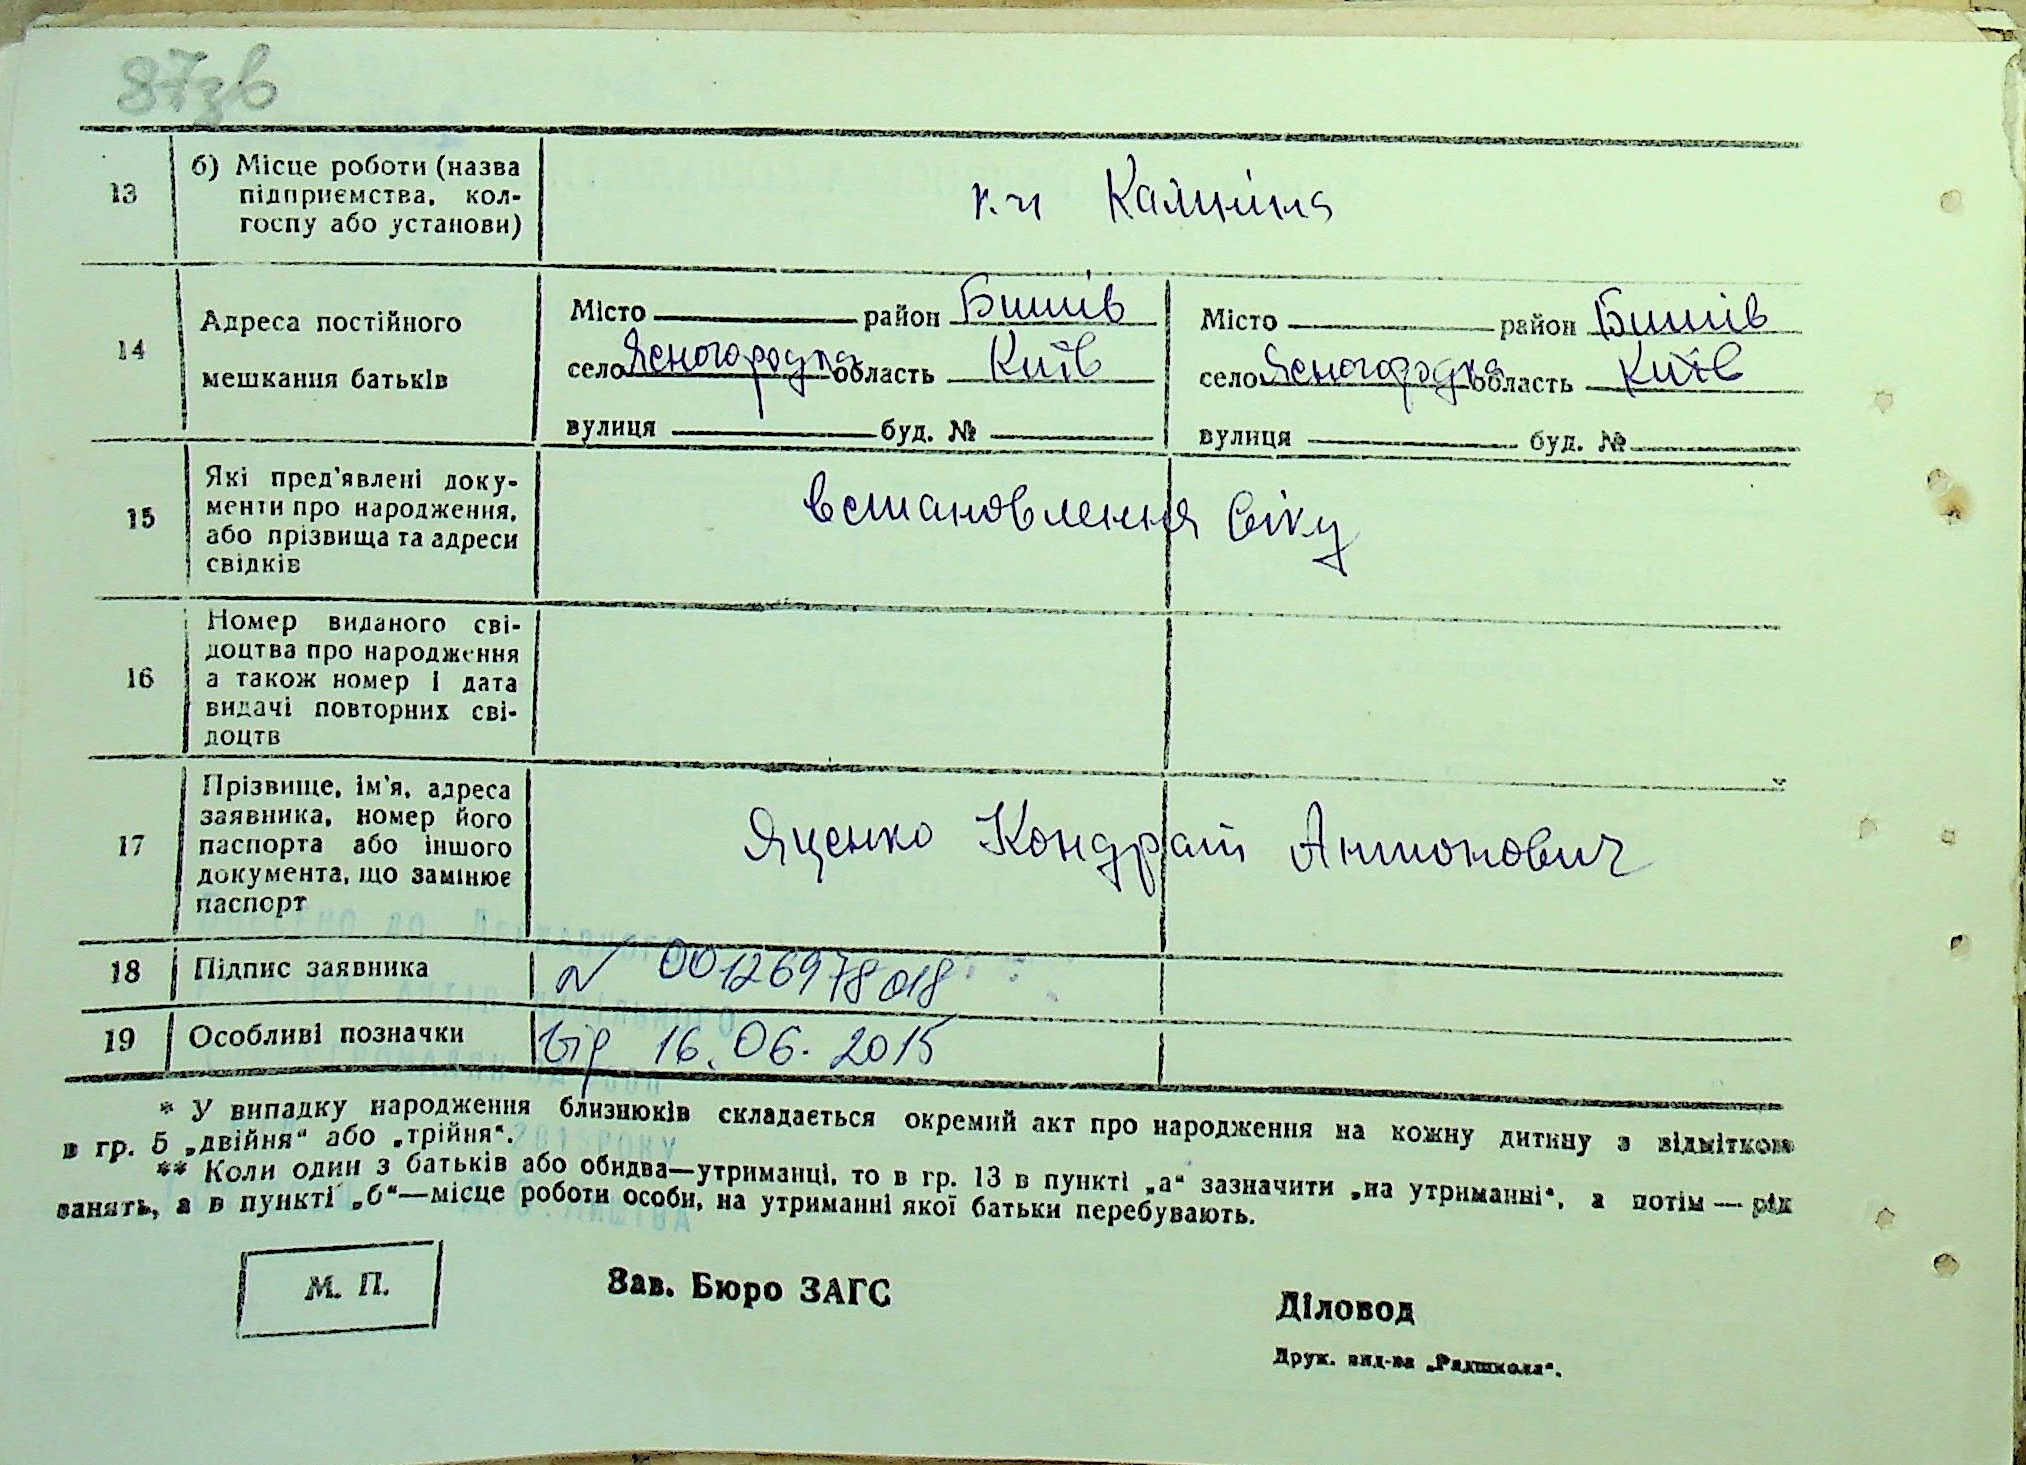 87зв
13 б) Місце роботи (назва
підприємства, кол-
госпу або установи)
к-п Калініна
14 Адреса постійного
мешкання батьків
Місто район Бишів
село Ясногородка область Київ
вулиця буд. №
Місто район Бишів
село Ясногородка область Київ
вулиця буд. №
15 Які пред'явлені доку-
менти про народження,
або прізвища та адреси
свідків
встановлення віку
16 Номер виданого сві-
доцтва про народження
а також номер і дата
видачі повторних сві-
доцтв
17 Прізвище, ім'я, адреса
заявника, номер його
паспорта або іншого
документа, що замінює
паспорт
Яценко Кондрат Антонович
18 Підпис заявника
N 00126978018
19 Особливі позначки
від 16.06.2015
* У випадку народження близнюків складається окремий акт про народження на кожну дитину з відміткою
в гр. 5 „двійня“ або „трійня“.
** Коли один з батьків або обидва—утриманці, то в гр. 13 в пункті „а“ зазначити „на утриманні“, а потім — рід
занять, а в пункті „б“—місце роботи особи, на утриманні якої батьки перебувають.
М. П.
Зав. Бюро ЗАГС
Діловод
Друк. вид-ва „Радшкола“.